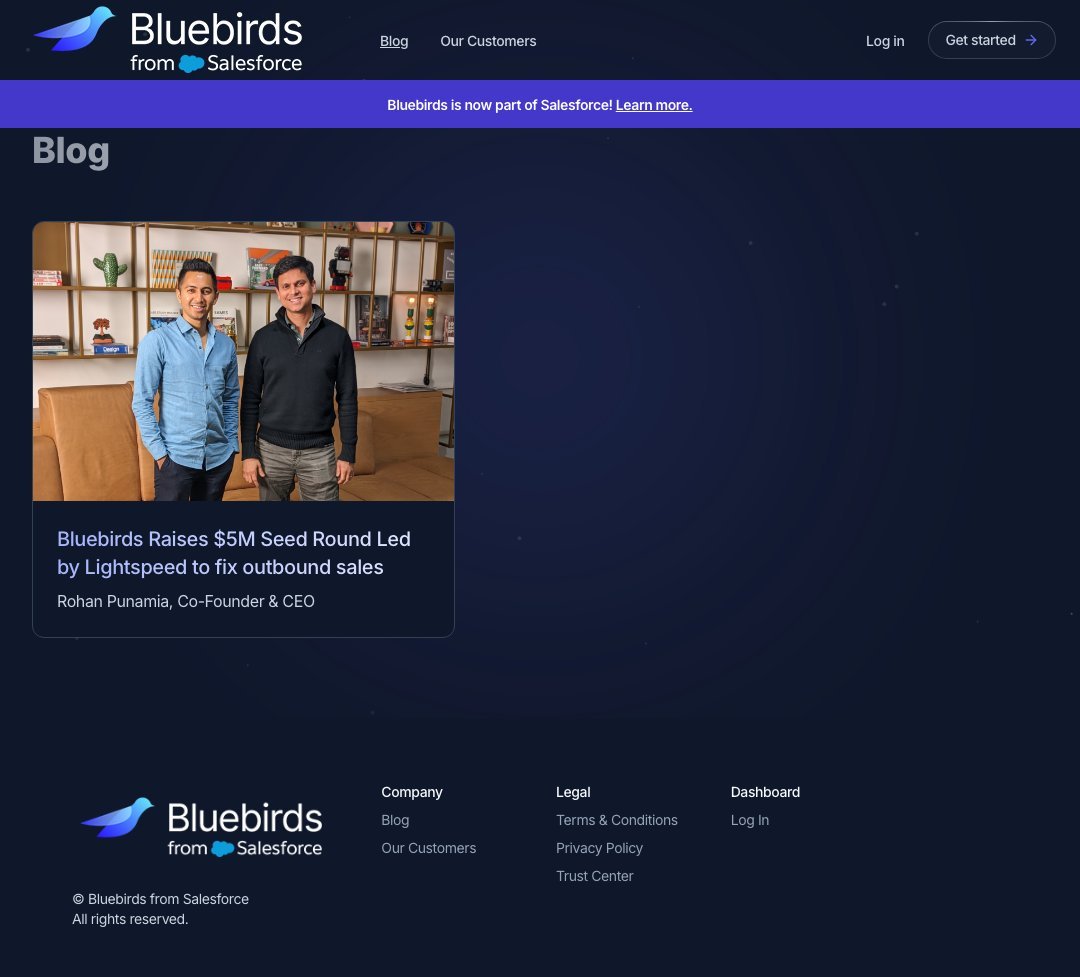 Bluebirds
from Salesforce
Blog
Our Customers
Log in
Get started
Bluebirds is now part of Salesforce! Learn more.
Blog
Design
Bluebirds Raises $5M Seed Round Led
by Lightspeed to fix outbound sales
Rohan Punamia, Co-Founder & CEO
Bluebirds
from Salesforce
© Bluebirds from Salesforce
All rights reserved.
Company
Blog
Our Customers
Legal
Terms & Conditions
Privacy Policy
Trust Center
Dashboard
Log In